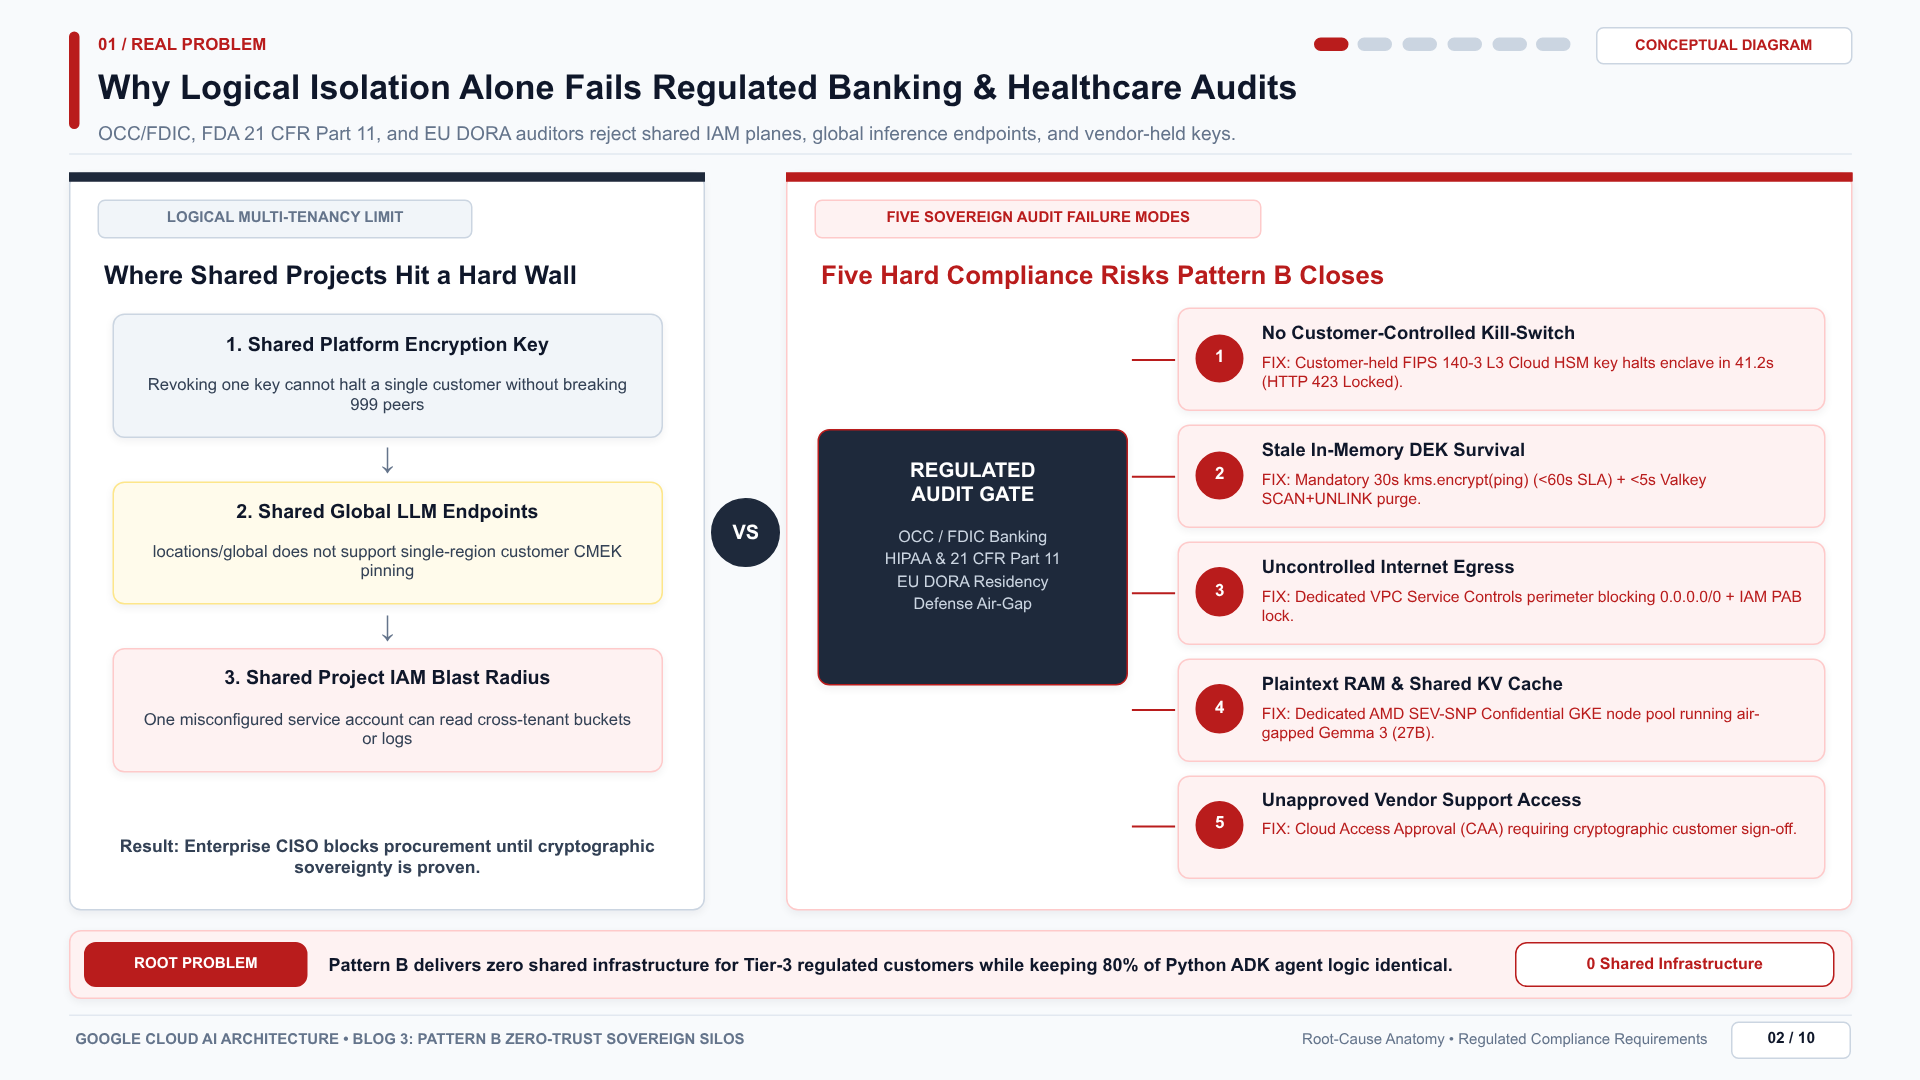 01 / REAL PROBLEM
CONCEPTUAL DIAGRAM
Why Logical Isolation Alone Fails Regulated Banking & Healthcare Audits
OCC/FDIC, FDA 21 CFR Part 11, and EU DORA auditors reject shared IAM planes, global inference endpoints, and vendor-held keys.
LOGICAL MULTI-TENANCY LIMIT
Where Shared Projects Hit a Hard Wall
1. Shared Platform Encryption Key
Revoking one key cannot halt a single customer without breaking
999 peers
↓
2. Shared Global LLM Endpoints
locations/global does not support single-region customer CMEK
pinning
↓
3. Shared Project IAM Blast Radius
One misconfigured service account can read cross-tenant buckets
or logs
Result: Enterprise CISO blocks procurement until cryptographic
sovereignty is proven.
VS
FIVE SOVEREIGN AUDIT FAILURE MODES
Five Hard Compliance Risks Pattern B Closes
REGULATED
AUDIT GATE
OCC / FDIC Banking
HIPAA & 21 CFR Part 11
EU DORA Residency
Defense Air-Gap
1
No Customer-Controlled Kill-Switch
FIX: Customer-held FIPS 140-3 L3 Cloud HSM key halts enclave in 41.2s
(HTTP 423 Locked).
2
Stale In-Memory DEK Survival
FIX: Mandatory 30s kms.encrypt(ping) (<60s SLA) + <5s Valkey
SCAN+UNLINK purge.
3
Uncontrolled Internet Egress
FIX: Dedicated VPC Service Controls perimeter blocking 0.0.0.0/0 + IAM PAB
lock.
4
Plaintext RAM & Shared KV Cache
FIX: Dedicated AMD SEV-SNP Confidential GKE node pool running air-
gapped Gemma 3 (27B).
5
Unapproved Vendor Support Access
FIX: Cloud Access Approval (CAA) requiring cryptographic customer sign-off.
ROOT PROBLEM
Pattern B delivers zero shared infrastructure for Tier-3 regulated customers while keeping 80% of Python ADK agent logic identical.
0 Shared Infrastructure
GOOGLE CLOUD AI ARCHITECTURE • BLOG 3: PATTERN B ZERO-TRUST SOVEREIGN SILOS
Root-Cause Anatomy • Regulated Compliance Requirements
02 / 10